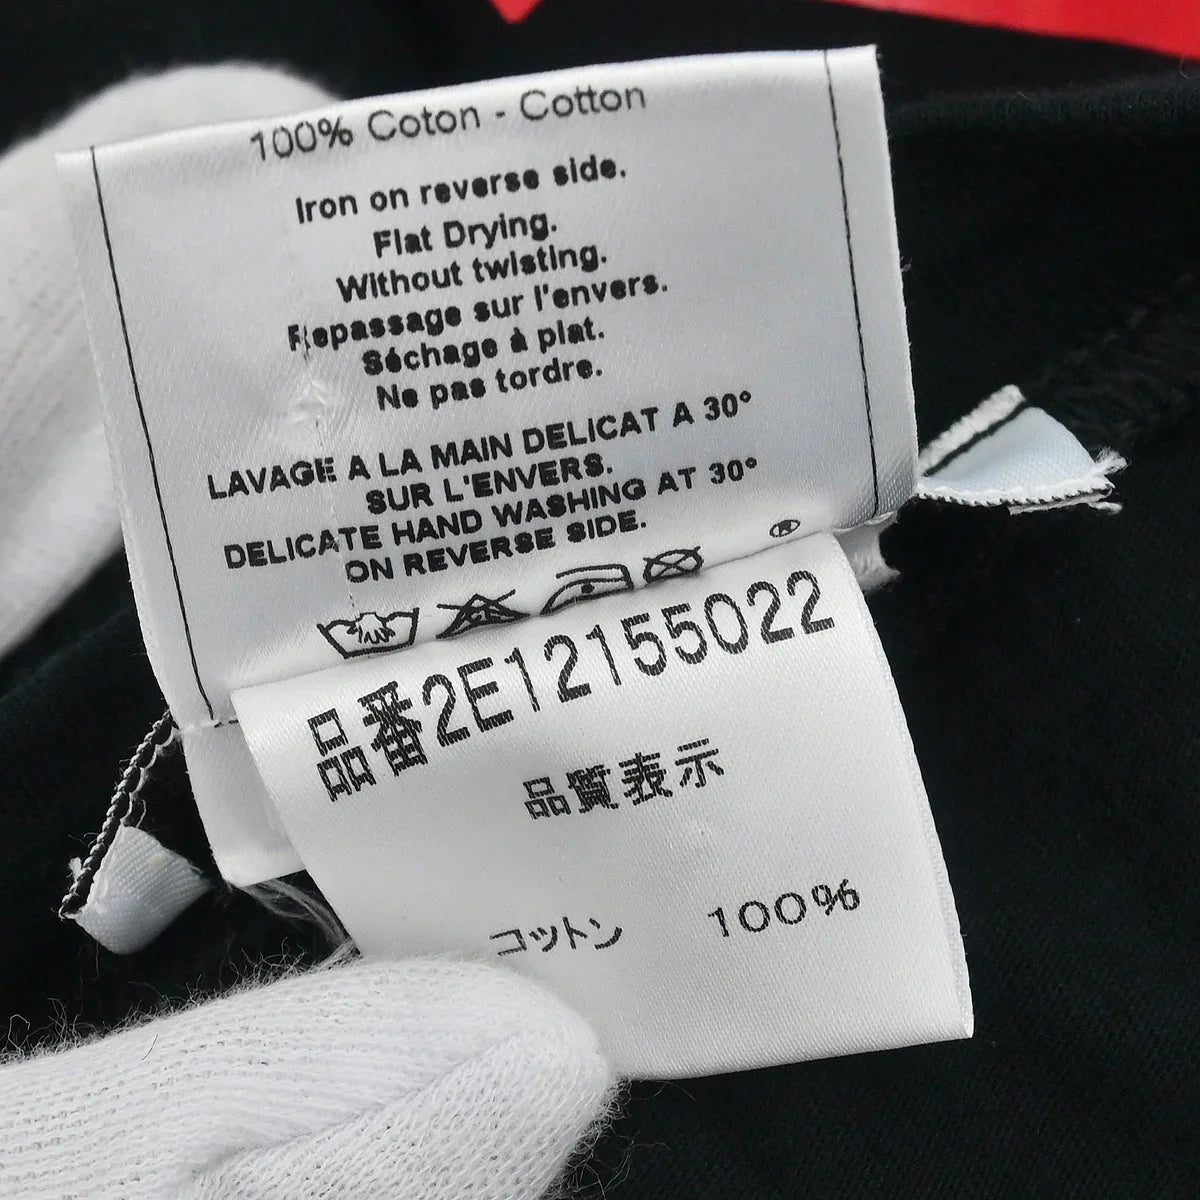 100% Coton - Cotton
Iron on reverse side.
Flat Drying.
Without twisting.
Repassage sur l'envers.
Séchage à plat.
Ne pas tordre.
LAVAGE A LA MAIN DELICAT A 30°
SUR L'ENVERS.
DELICATE HAND WASHING AT 30°
ON REVERSE SIDE.
®
品番2E12155022
品質表示
コットン 100%